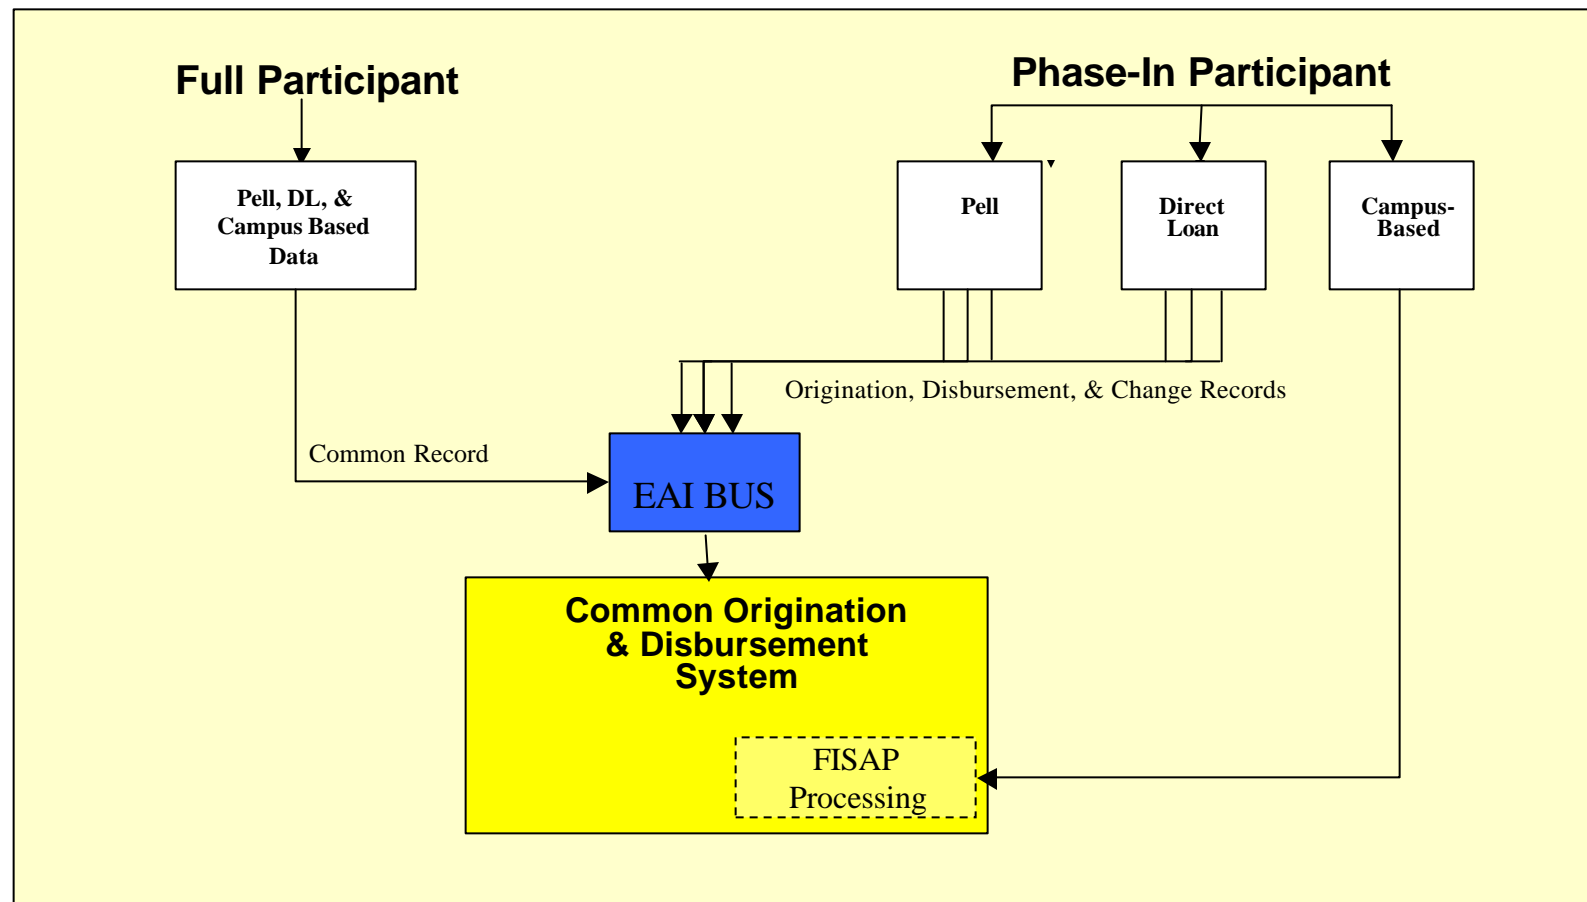 Full Participant
Phase-In Participant
Pell, DL, &
Campus Based
Data
Pell
Direct
Loan
Campus-
Based
Origination, Disbursement, & Change Records
Common Record
EAI BUS
Common Origination
& Disbursement
System
FISAP
Processing